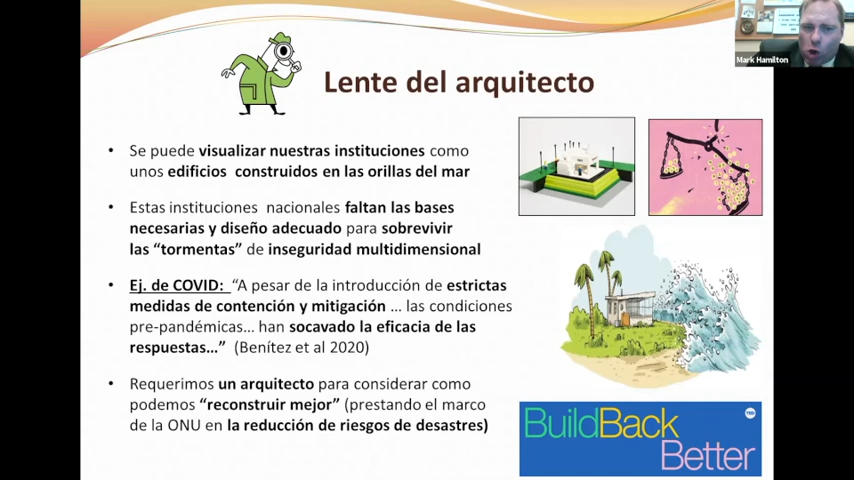 Mark Hamilton
Lente del arquitecto
• Se puede visualizar nuestras instituciones como
unos edificios construidos en las orillas del mar
• Estas instituciones nacionales faltan las bases
necesarias y diseño adecuado para sobrevivir
las “tormentas” de inseguridad multidimensional
• Ej. de COVID: “A pesar de la introducción de estrictas
medidas de contención y mitigación … las condiciones
pre-pandémicas… han socavado la eficacia de las
respuestas…” (Benítez et al 2020)
• Requerimos un arquitecto para considerar como
podemos “reconstruir mejor” (prestando el marco
de la ONU en la reducción de riesgos de desastres)
BuildBack
Better
TED